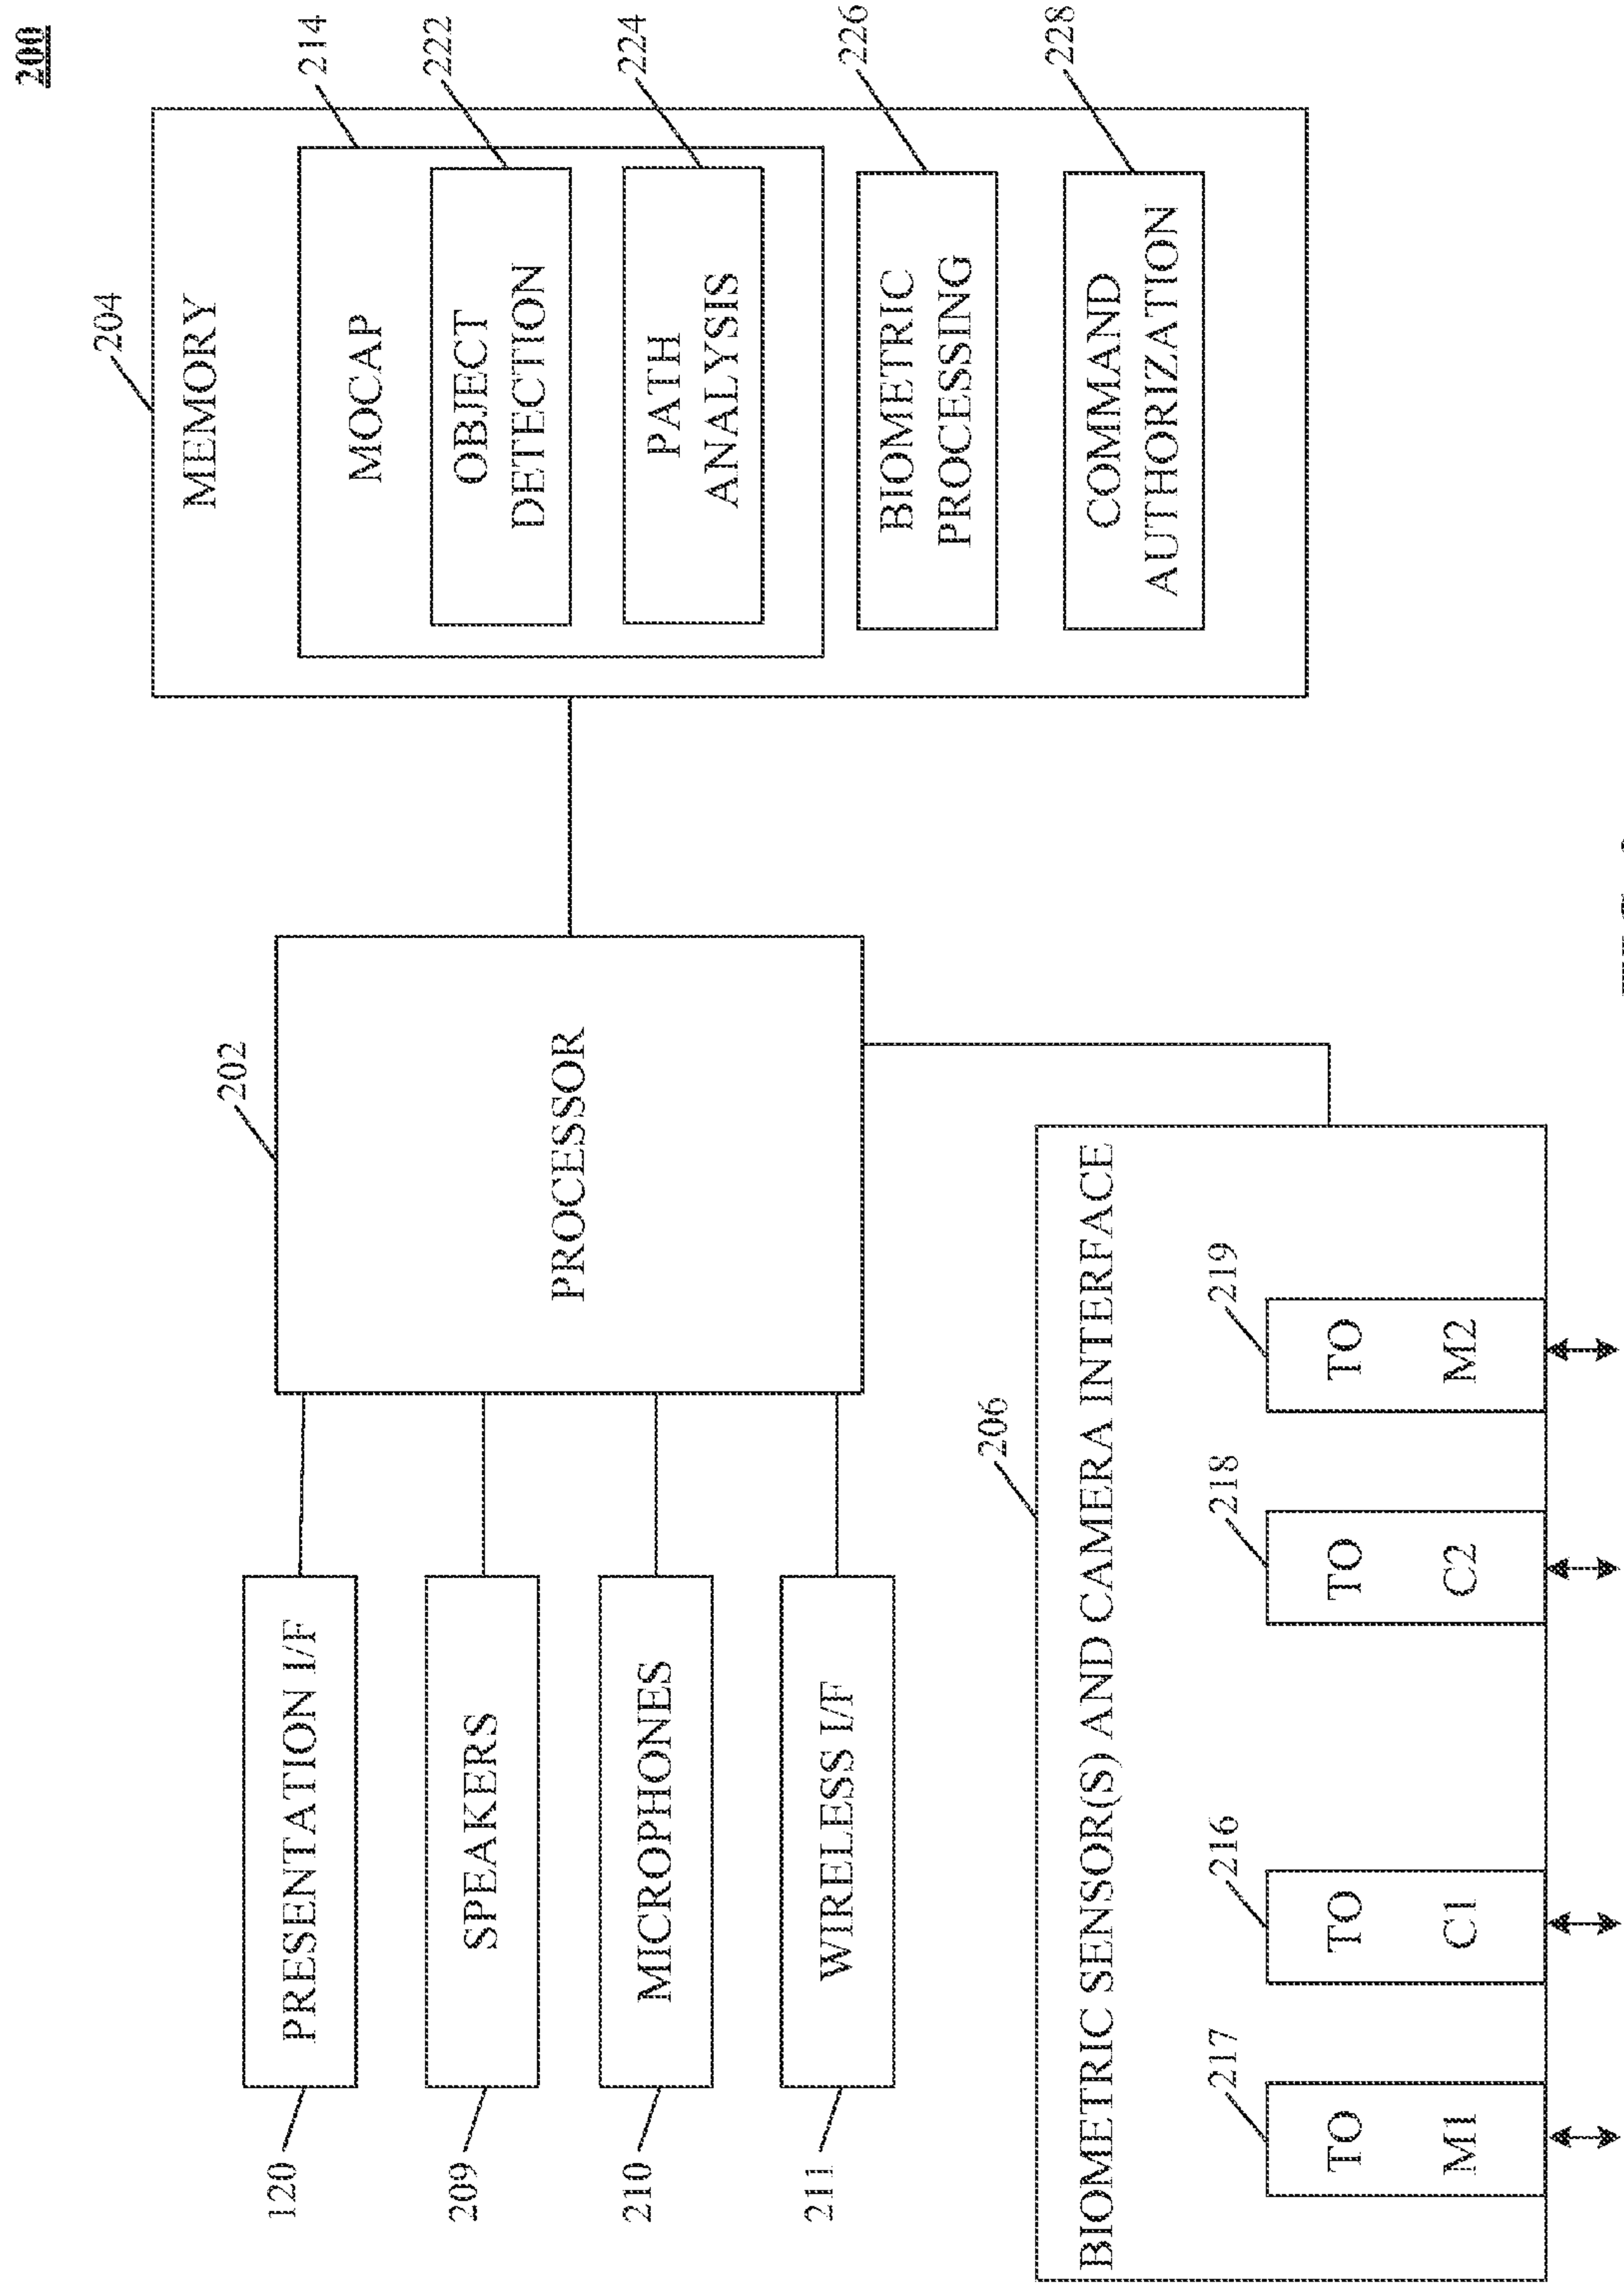 200
204
MEMORY
214
MOCAP
222
OBJECT
DETECTION
224
PATH
ANALYSIS
226
BIOMETRIC
PROCESSING
228
COMMAND
AUTHORIZATION
202
PROCESSOR
120
PRESENTATION I/F
209
SPEAKERS
210
MICROPHONES
211
WIRELESS I/F
206
BIOMETRIC SENSOR(S) AND CAMERA INTERFACE
217
TO
M1
216
TO
C1
218
TO
C2
219
TO
M2